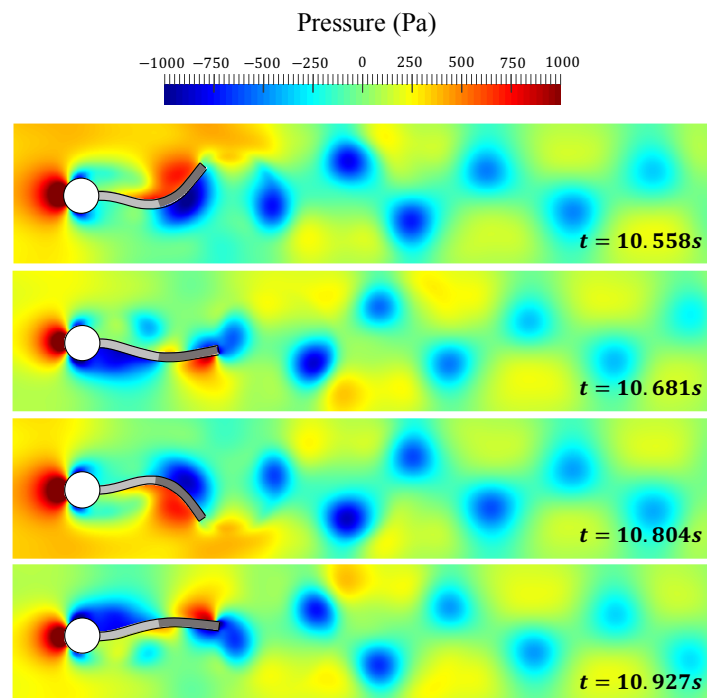 Pressure (Pa)
−1000 −750 −500 −250 0 250 500 750 1000
t = 10.558s
t = 10.681s
t = 10.804s
t = 10.927s